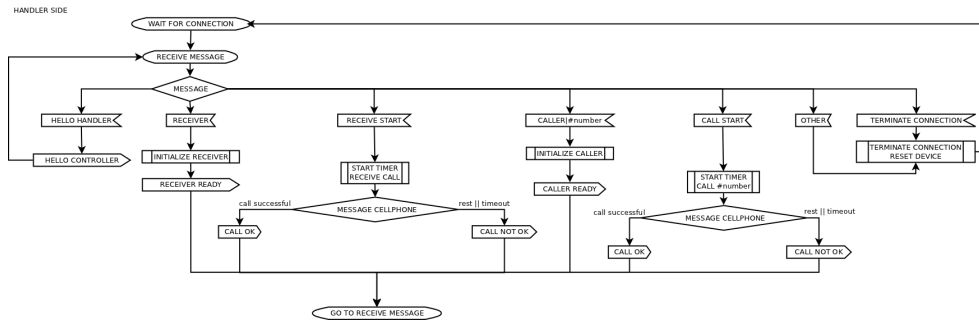 HANDLER SIDE
WAIT FOR CONNECTION
RECEIVE MESSAGE
MESSAGE
HELLO HANDLER
RECEIVER
RECEIVE START
CALLER|#number
CALL START
OTHER
TERMINATE CONNECTION
HELLO CONTROLLER
INITIALIZE RECEIVER
START TIMER
RECEIVE CALL
INITIALIZE CALLER
START TIMER
CALL #number
TERMINATE CONNECTION
RESET DEVICE
RECEIVER READY
CALLER READY
call successful
MESSAGE CELLPHONE
rest || timeout
call successful
MESSAGE CELLPHONE
rest || timeout
CALL OK
CALL NOT OK
CALL OK
CALL NOT OK
GO TO RECEIVE MESSAGE